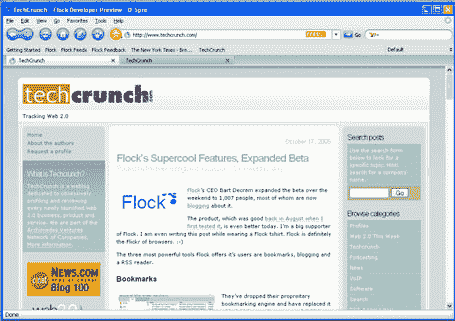 TechCrunch - Flock Developer Preview - 0.5pre
File Edit View Go Favorites Tools Help
http://www.techcrunch.com/
Go
Getting Started Flock Flock Feeds Flock Feedback The New York Times - Bre... TechCrunch
Default
TechCrunch
TechCrunch
techcrunch
Tracking Web 2.0
Home
About the authors
Request a profile
What is Techcrunch?
TechCrunch is a weblog
dedicated to obsessively
profiling and reviewing
every newly launched web
2.0 business, product and
service. We are part of the
Archimedes Ventures
Network of Companies.
More information.
NEWS.COM
Blog 100
web2.0
October 17, 2005
Flock's Supercool Features, Expanded Beta
Flock
Flock's CEO Bart Decrem expanded the beta over the
weekend to 1,007 people, most of whom are now
blogging about it.
The product, which was good back in August when I
first tested it, is even better today. I'm a big supporter
of Flock. I am even writing this post while wearing a Flock tshirt. Flock is definitely
the flickr of browsers. :-)
The three most powerful tools Flock offers it's users are bookmarks, blogging and
a RSS reader.
Bookmarks
They've dropped their proprietary
bookmarking engine and have replaced it
Search posts
Use the search form
below to look for a
specific topic. Most
search for a company
name.
Go
Browse categories
Profiles
Web 2.0 This Week
Techcrunch
Podcasting
News
VoIP
Software
Search
Done